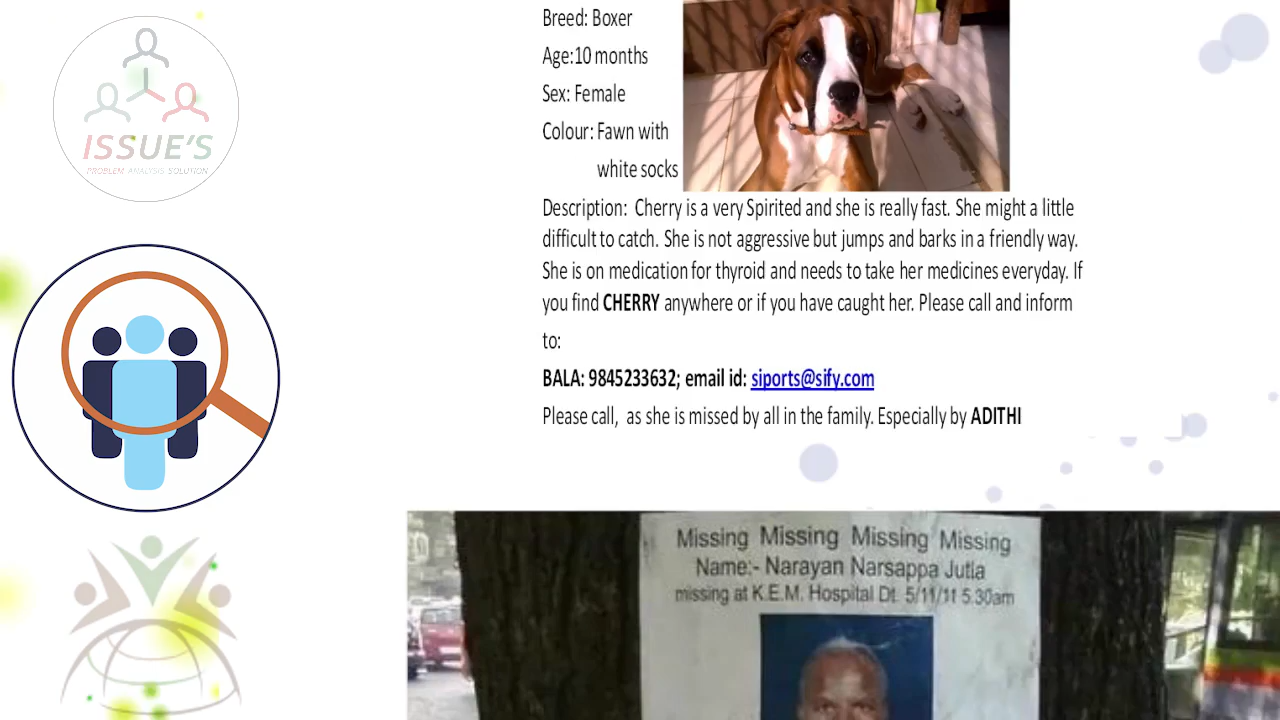 ISSUE'S
PROBLEM ANALYSIS SOLUTION
Breed: Boxer
Age:10 months
Sex: Female
Colour: Fawn with
white socks
Description: Cherry is a very Spirited and she is really fast. She might a little
difficult to catch. She is not aggressive but jumps and barks in a friendly way.
She is on medication for thyroid and needs to take her medicines everyday. If
you find CHERRY anywhere or if you have caught her. Please call and inform
to:
BALA: 9845233632; email id: siports@sify.com
Please call, as she is missed by all in the family. Especially by ADITHI
Missing Missing Missing Missing
Name:- Narayan Narsappa Jutla
missing at K.E.M. Hospital Dt. 5/11/11 5.30am